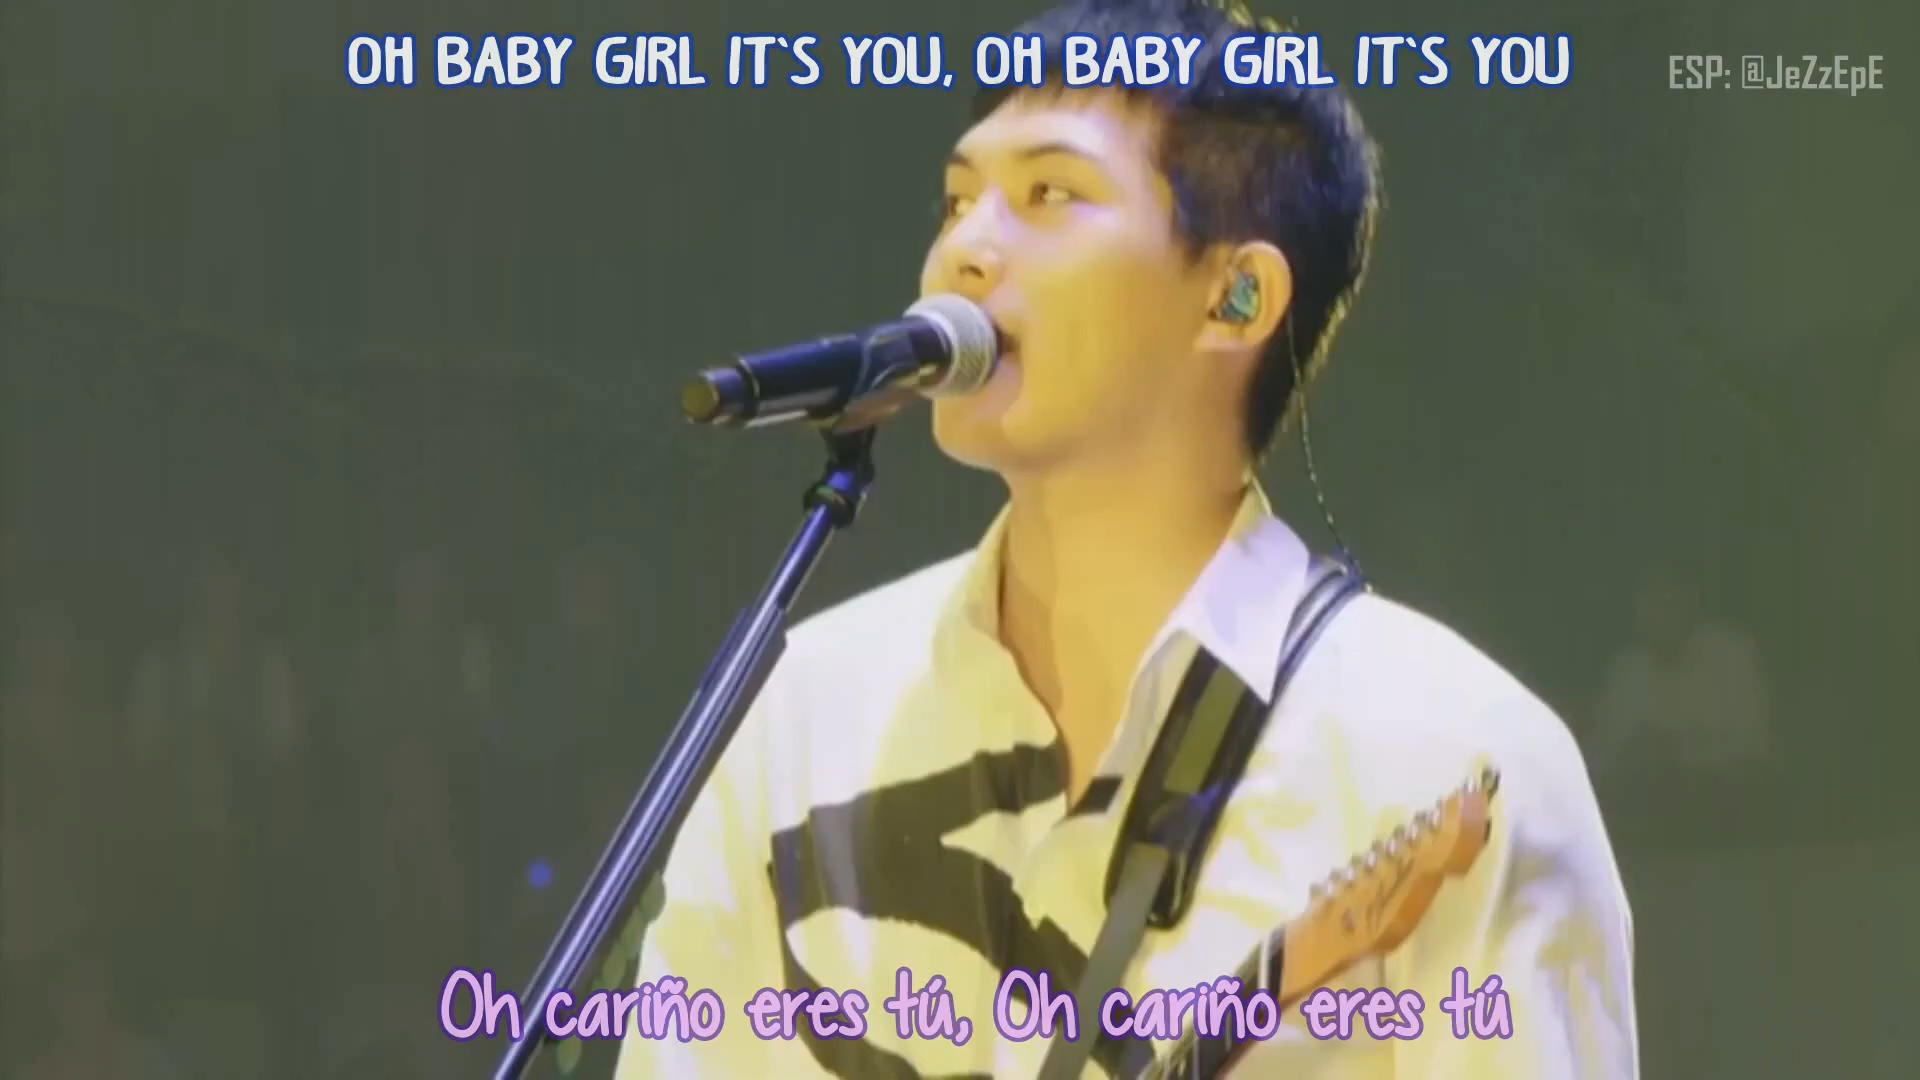 OH BABY GIRL IT`S YOU, OH BABY GIRL IT`S YOU
ESP: @JeZzEpE
Oh cariño eres tú, Oh cariño eres tú